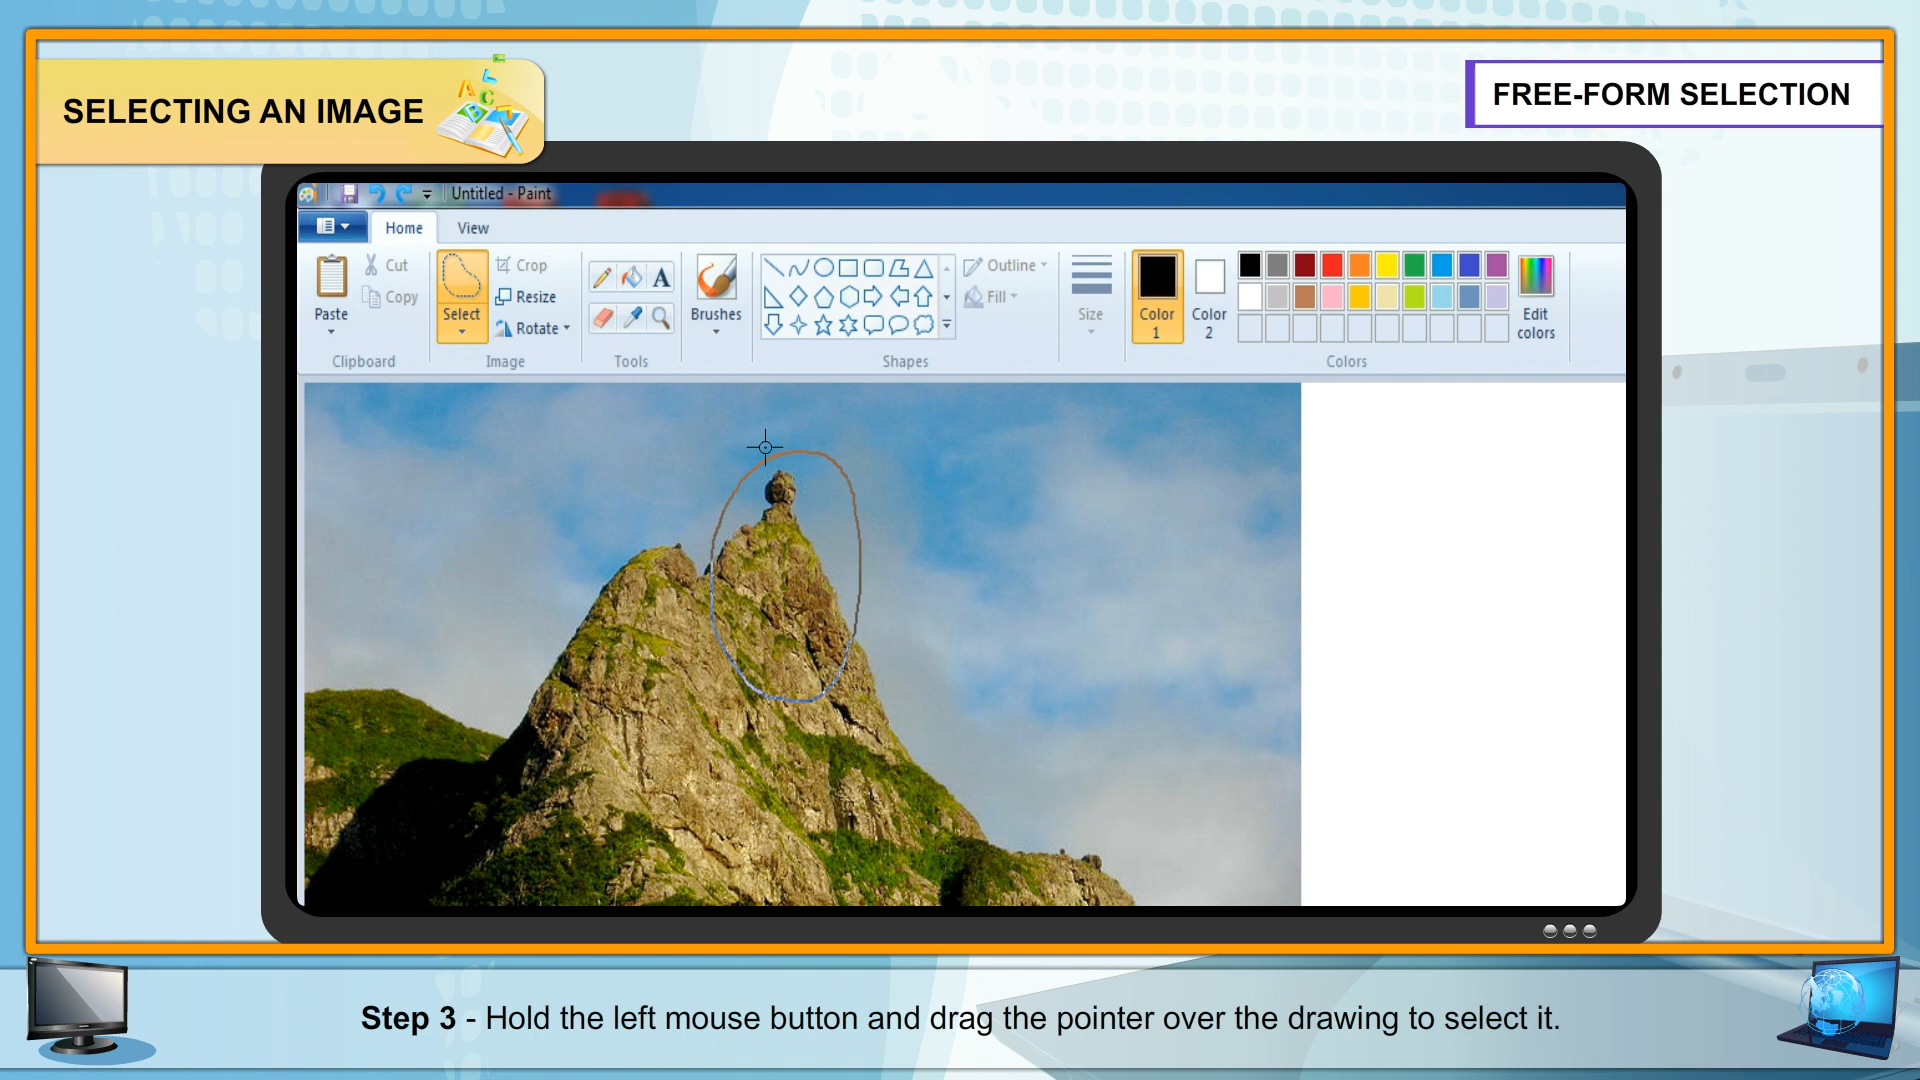 SELECTING AN IMAGE
FREE-FORM SELECTION
Untitled - Paint
Home View
Cut
Copy
Paste
Clipboard
Select
Crop
Resize
Rotate
Image
A
Tools
Brushes
Shapes
Outline
Fill
Size
Color 1
Color 2
Colors
Edit colors
Step 3 - Hold the left mouse button and drag the pointer over the drawing to select it.